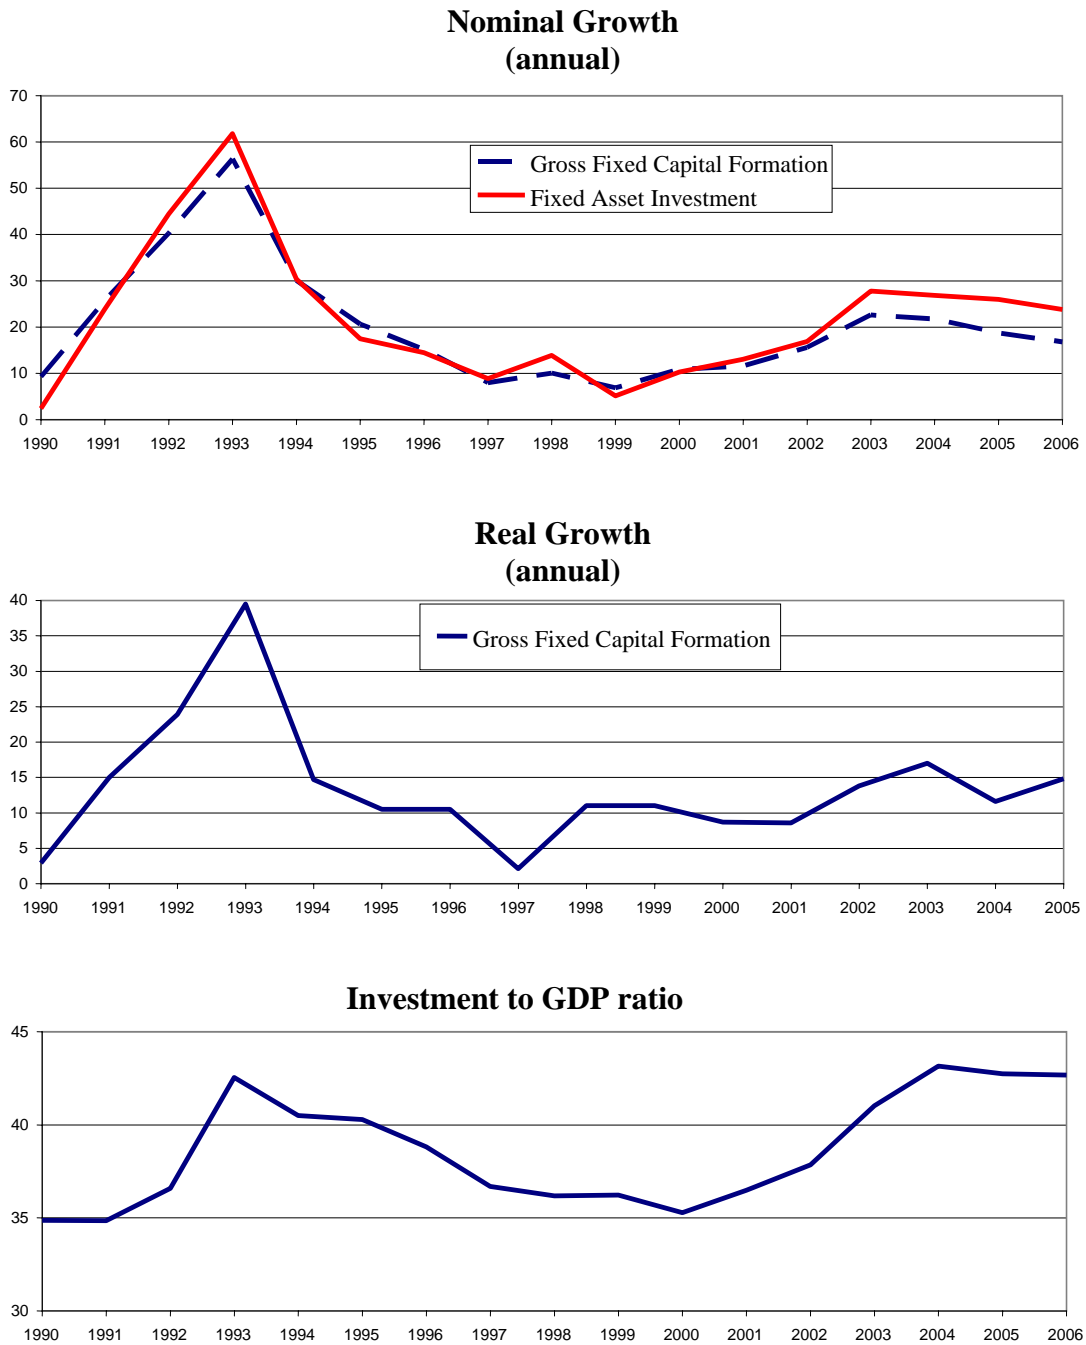 Nominal Growth
(annual)
70
60
50
40
30
20
10
0
Gross Fixed Capital Formation
Fixed Asset Investment
1990 1991 1992 1993 1994 1995 1996 1997 1998 1999 2000 2001 2002 2003 2004 2005 2006
Real Growth
(annual)
40
35
30
25
20
15
10
5
0
Gross Fixed Capital Formation
1990 1991 1992 1993 1994 1995 1996 1997 1998 1999 2000 2001 2002 2003 2004 2005
Investment to GDP ratio
45
40
35
30
1990 1991 1992 1993 1994 1995 1996 1997 1998 1999 2000 2001 2002 2003 2004 2005 2006